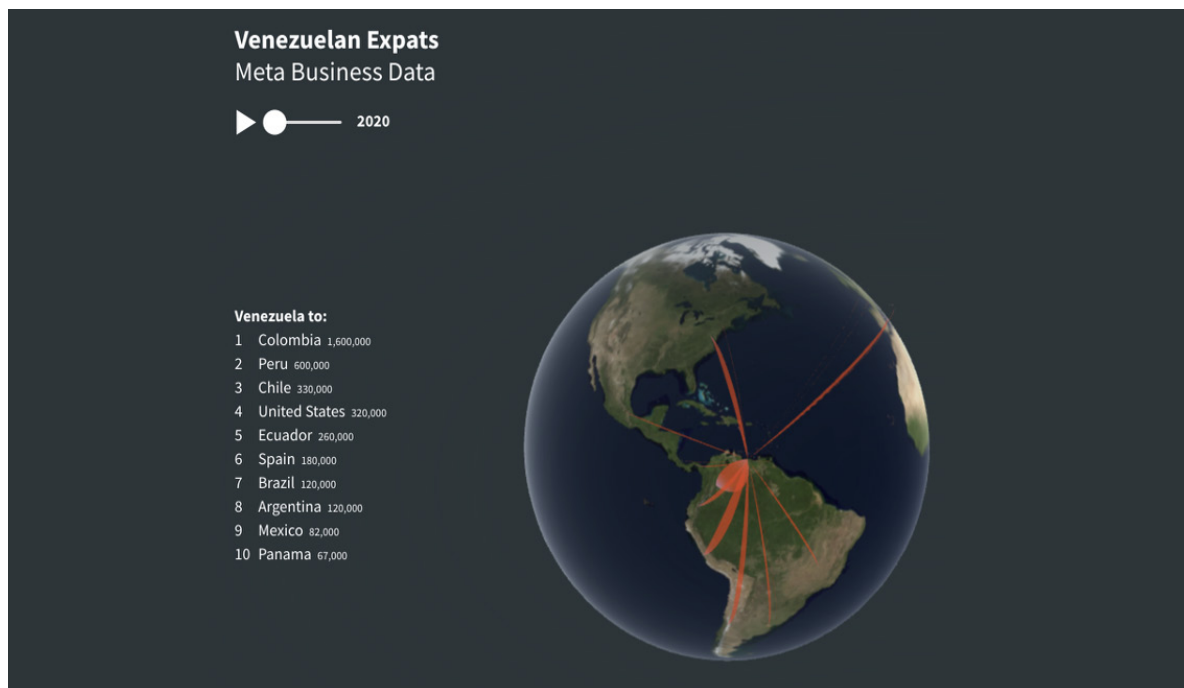 Venezuelan Expats
Meta Business Data
2020
Venezuela to:
1 Colombia 1,600,000
2 Peru 600,000
3 Chile 330,000
4 United States 320,000
5 Ecuador 260,000
6 Spain 180,000
7 Brazil 120,000
8 Argentina 120,000
9 Mexico 82,000
10 Panama 67,000